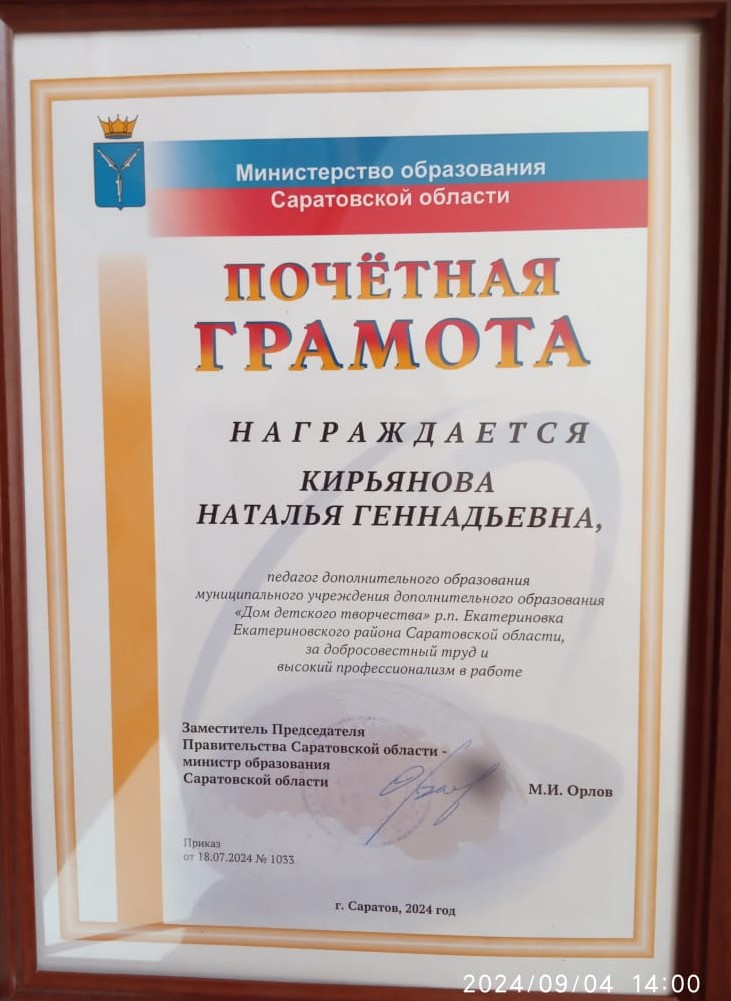 Министерство образования
Саратовской области
ПОЧЁТНАЯ
ГРАМОТА
НАГРАЖДАЕТСЯ
КИРЬЯНОВА
НАТАЛЬЯ ГЕННАДЬЕВНА,
педагог дополнительного образования
муниципального учреждения дополнительного образования
«Дом детского творчества» р.п. Екатериновка
Екатериновского района Саратовской области,
за добросовестный труд и
высокий профессионализм в работе
Заместитель Председателя
Правительства Саратовской области -
министр образования
Саратовской области
М.И. Орлов
Приказ
от 18.07.2024 № 1033
г. Саратов, 2024 год
2024/09/04 14:00